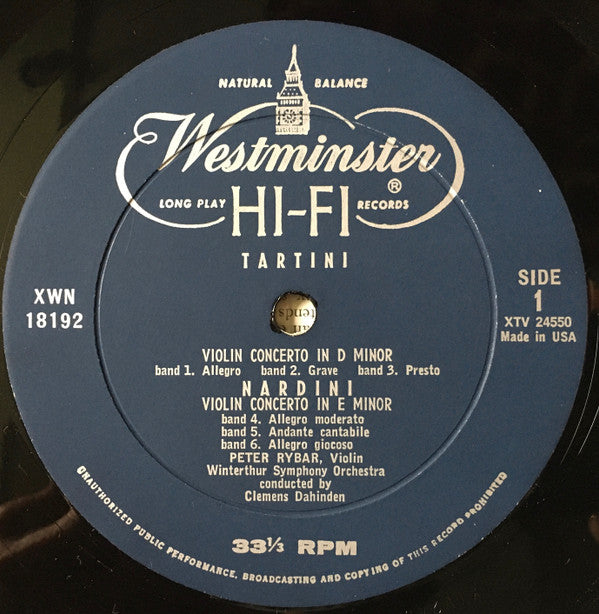 NATURAL BALANCE
Westminster
LONG PLAY HI-FI ® RECORDS
TARTINI
XWN
18192
SIDE
1
XTV 24550
Made in USA
tends
VIOLIN CONCERTO IN D MINOR
band 1. Allegro band 2. Grave band 3. Presto
NARDINI
VIOLIN CONCERTO IN E MINOR
band 4. Allegro moderato
band 5. Andante cantabile
band 6. Allegro giocoso
PETER RYBAR, Violin
Winterthur Symphony Orchestra
conducted by
Clemens Dahinden
33⅓ RPM
UNAUTHORIZED PUBLIC PERFORMANCE, BROADCASTING AND COPYING OF THIS RECORD PROHIBITED